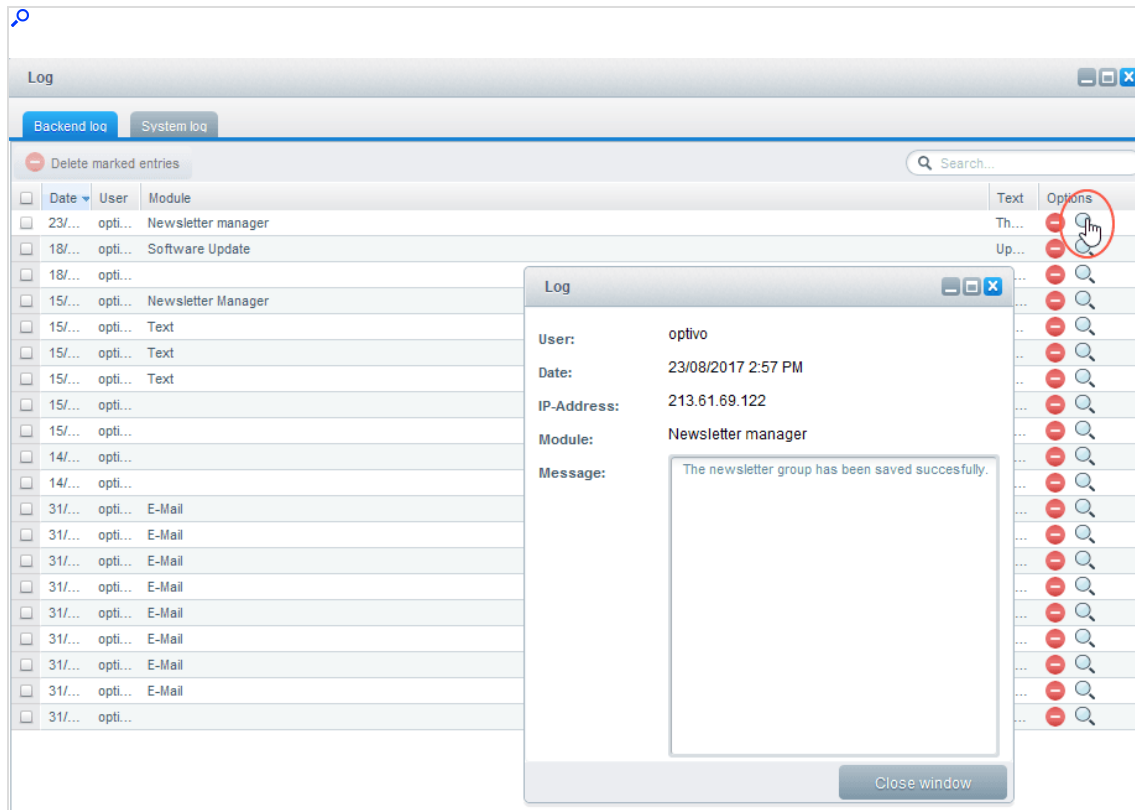 Log
Backend log System log
Delete marked entries Search...
Date User Module Text Options
23/... opti... Newsletter manager Th...
18/... opti... Software Update Up...
18/... opti... ...
15/... opti... Newsletter Manager ...
15/... opti... Text ..
15/... opti... Text ..
15/... opti... Text ..
15/... opti... ...
15/... opti... ...
14/... opti... ...
14/... opti... ...
31/... opti... E-Mail ...
31/... opti... E-Mail ...
31/... opti... E-Mail ...
31/... opti... E-Mail ...
31/... opti... E-Mail ...
31/... opti... E-Mail ...
31/... opti... E-Mail ...
31/... opti... E-Mail ...
31/... opti... ...
Log
User: optivo
Date: 23/08/2017 2:57 PM
IP-Address: 213.61.69.122
Module: Newsletter manager
Message: The newsletter group has been saved succesfully.
Close window